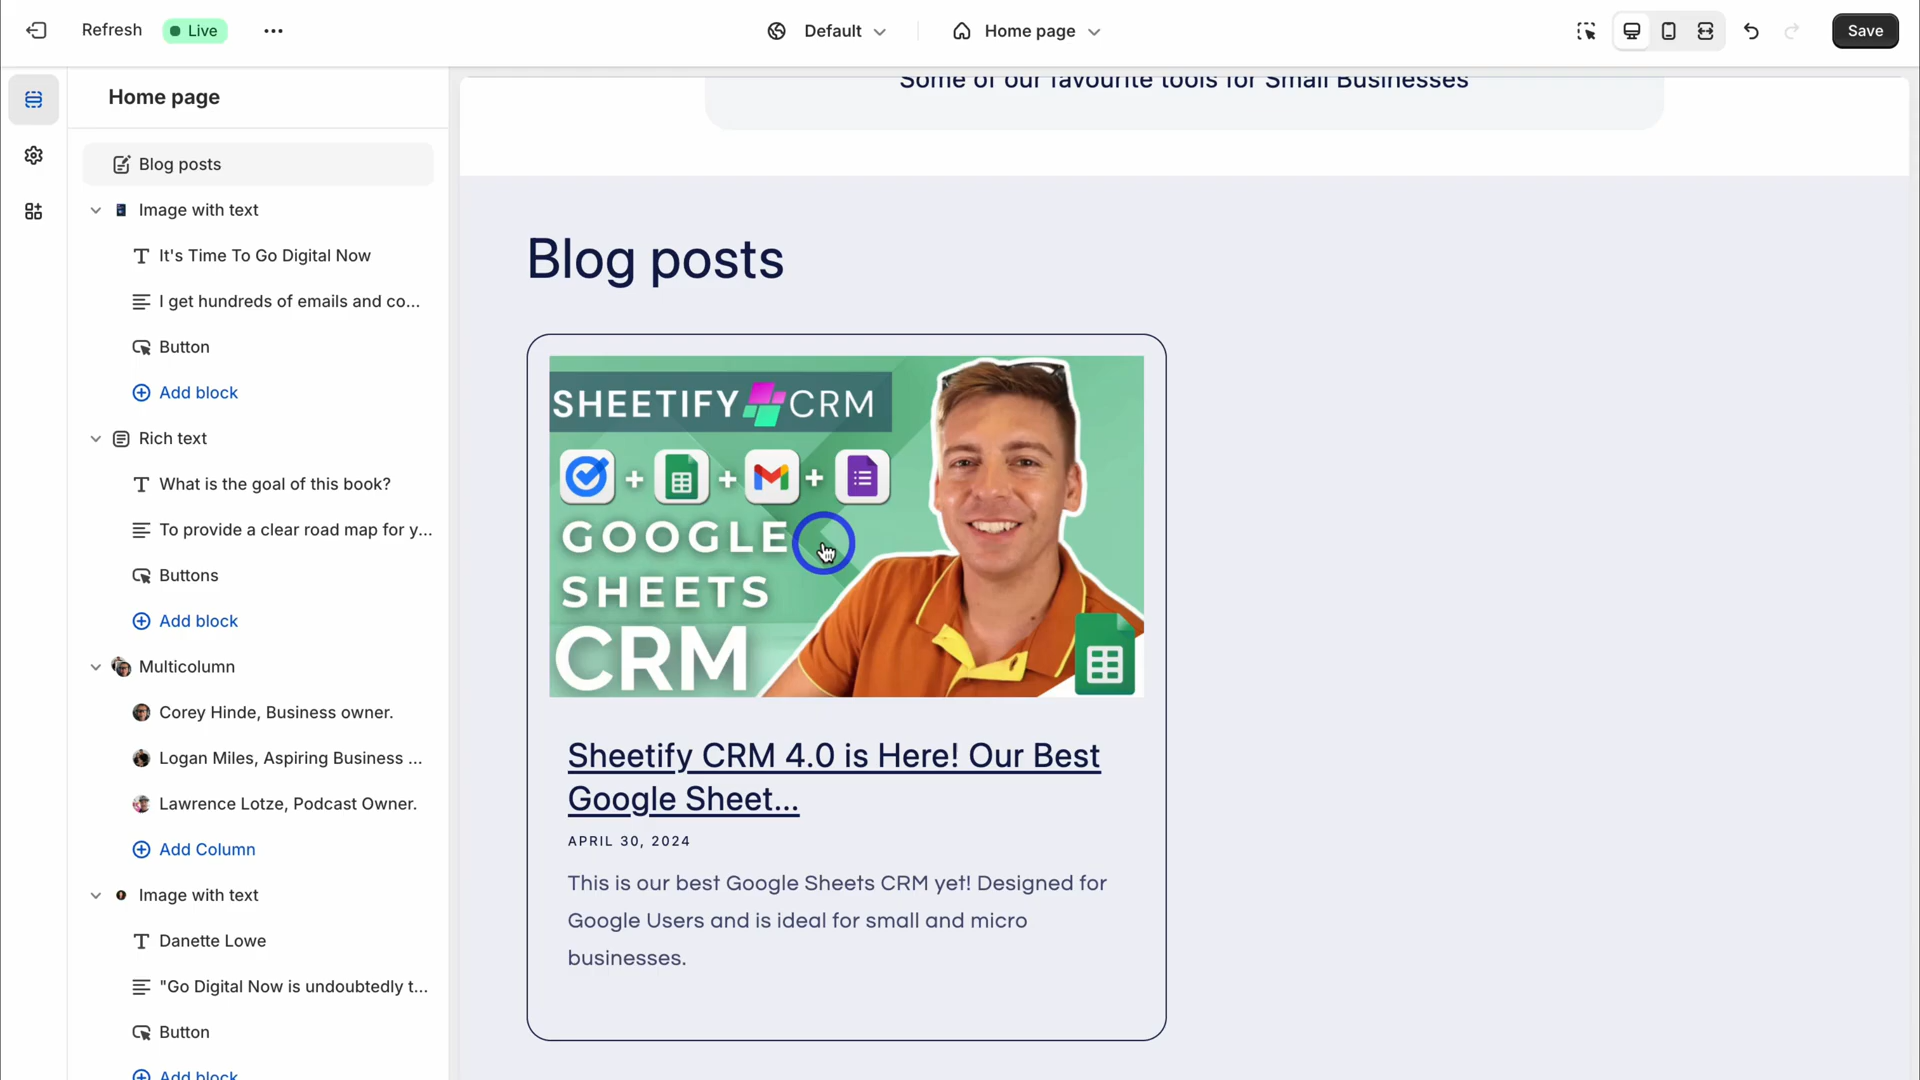 Refresh
Live
Default
Home page
Save
Home page
Some of our favourite tools for Small Businesses
Blog posts
Image with text
It's Time To Go Digital Now
I get hundreds of emails and co...
Button
Add block
Rich text
What is the goal of this book?
To provide a clear road map for y...
Buttons
Add block
Multicolumn
Corey Hinde, Business owner.
Logan Miles, Aspiring Business ...
Lawrence Lotze, Podcast Owner.
Add Column
Image with text
Danette Lowe
"Go Digital Now is undoubtedly t...
Button
Add block
Blog posts
SHEETIFY CRM
+ + +
GOOGLE
SHEETS
CRM
Sheetify CRM 4.0 is Here! Our Best
Google Sheet...
APRIL 30, 2024
This is our best Google Sheets CRM yet! Designed for
Google Users and is ideal for small and micro
businesses.